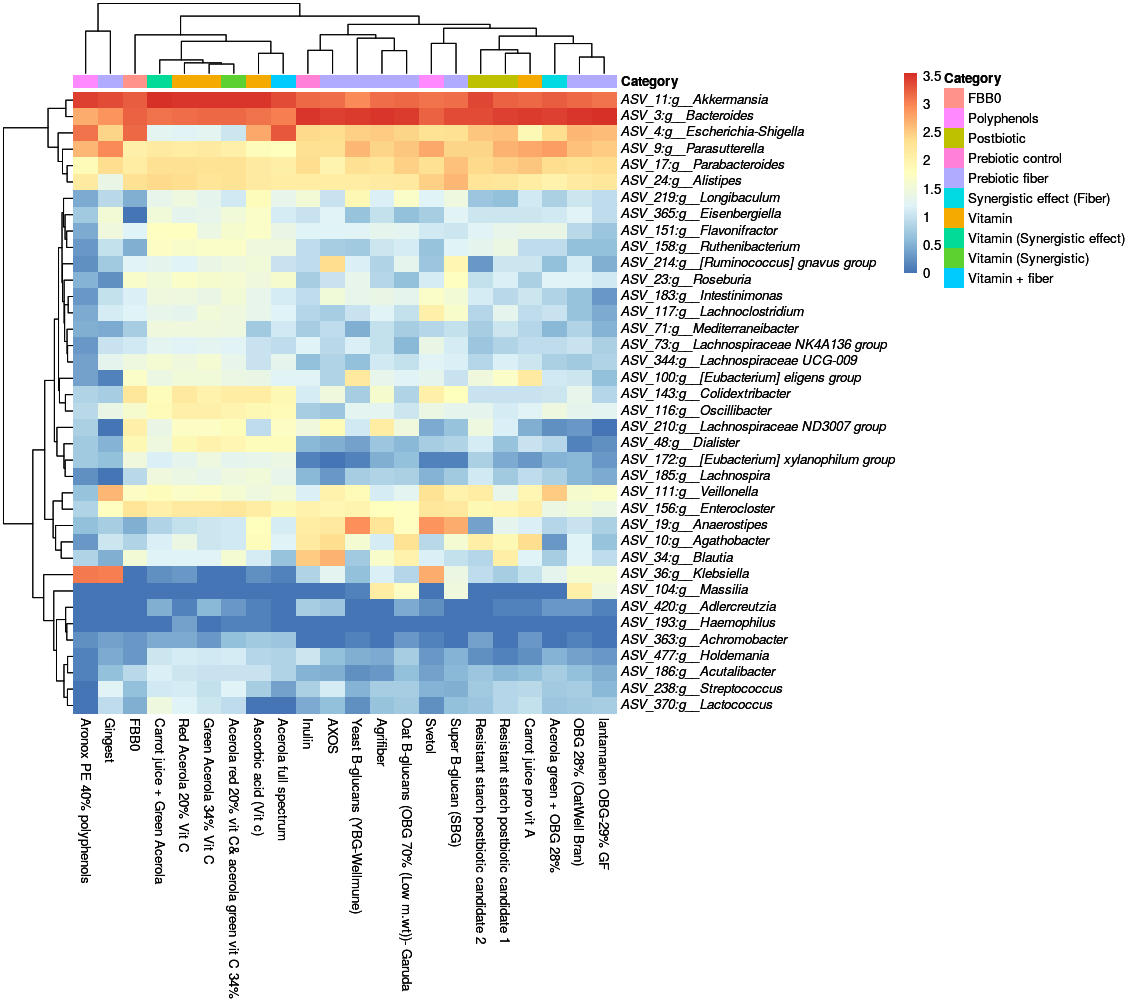 Category
ASV_11:g__Akkermansia
ASV_3:g__Bacteroides
ASV_4:g__Escherichia-Shigella
ASV_9:g__Parasutterella
ASV_17:g__Parabacteroides
ASV_24:g__Alistipes
ASV_219:g__Longibaculum
ASV_365:g__Eisenbergiella
ASV_151:g__Flavonifractor
ASV_158:g__Ruthenibacterium
ASV_214:g__[Ruminococcus] gnavus group
ASV_23:g__Roseburia
ASV_183:g__Intestinimonas
ASV_117:g__Lachnoclostridium
ASV_71:g__Mediterraneibacter
ASV_73:g__Lachnospiraceae NK4A136 group
ASV_344:g__Lachnospiraceae UCG-009
ASV_100:g__[Eubacterium] eligens group
ASV_143:g__Colidextribacter
ASV_116:g__Oscillibacter
ASV_210:g__Lachnospiraceae ND3007 group
ASV_48:g__Dialister
ASV_172:g__[Eubacterium] xylanophilum group
ASV_185:g__Lachnospira
ASV_111:g__Veillonella
ASV_156:g__Enterocloster
ASV_19:g__Anaerostipes
ASV_10:g__Agathobacter
ASV_34:g__Blautia
ASV_36:g__Klebsiella
ASV_104:g__Massilia
ASV_420:g__Adlercreutzia
ASV_193:g__Haemophilus
ASV_363:g__Achromobacter
ASV_477:g__Holdemania
ASV_186:g__Acutalibacter
ASV_238:g__Streptococcus
ASV_370:g__Lactococcus
Aronox PE 40% polyphenols
Gingest
FBB0
Carrot juice + Green Acerola
Red Acerola 20% Vit C
Green Acerola 34% Vit C
Acerola red 20% vit C& acerola green vit C 34%
Ascorbic acid (Vit c)
Acerola full spectrum
Inulin
AXOS
Yeast B-glucans (YBG-Wellmune)
Agrifiber
Oat B-glucans (OBG 70% (Low m.wt))- Garuda
Svetol
Super B-glucan (SBG)
Resistant starch postbiotic candidate 2
Resistant starch postbiotic candidate 1
Carrot juice pro vit A
Acerola green + OBG 28%
OBG 28% (OatWell Bran)
lantamanen OBG-29% GF
3.5
3
2.5
2
1.5
1
0.5
0
Category
FBB0
Polyphenols
Postbiotic
Prebiotic control
Prebiotic fiber
Synergistic effect (Fiber)
Vitamin
Vitamin (Synergistic effect)
Vitamin (Synergistic)
Vitamin + fiber